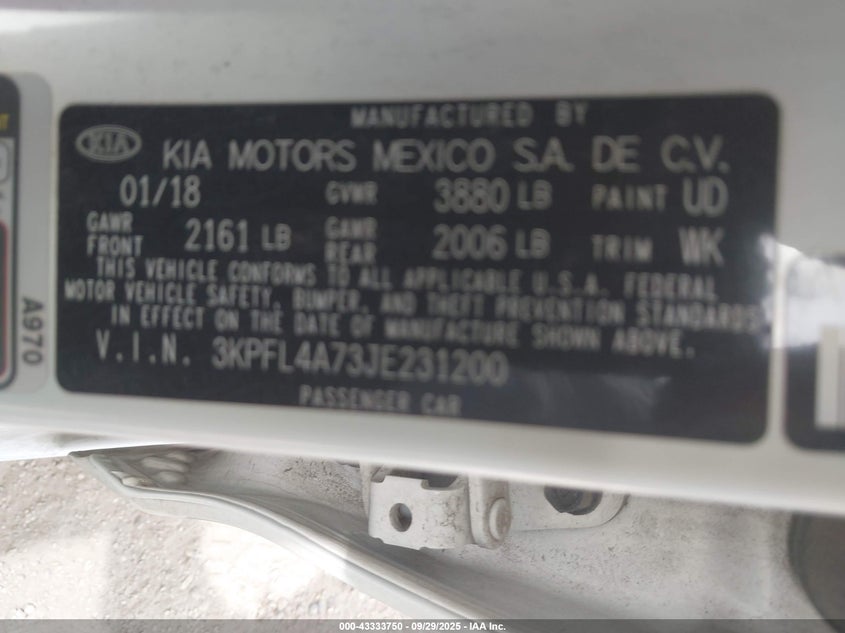 MANUFACTURED BY
KIA KIA MOTORS MEXICO S.A. DE C.V.
01/18 GVWR 3880 LB PAINT UD
GAWR FRONT 2161 LB GAWR REAR 2006 LB TRIM WK
THIS VEHICLE CONFORMS TO ALL APPLICABLE U.S.A. FEDERAL
MOTOR VEHICLE SAFETY, BUMPER, AND THEFT PREVENTION STANDARDS
IN EFFECT ON THE DATE OF MANUFACTURE SHOWN ABOVE.
V.I.N. 3KPFL4A73JE231200
PASSENGER CAR
A970
000-43333750 | 09/29/2025 | IAA, Inc. Copyright